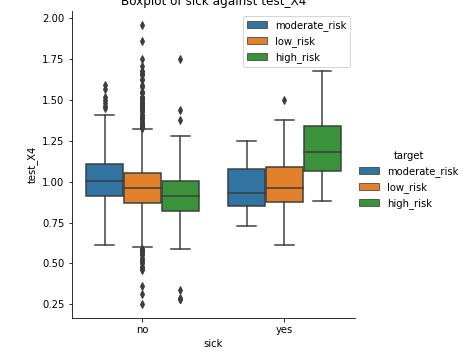 Boxplot of sick against test_X4
moderate_risk
low_risk
high_risk
2.00
1.75
1.50
1.25
1.00
0.75
0.50
0.25
test_X4
no
yes
sick
target
moderate_risk
low_risk
high_risk